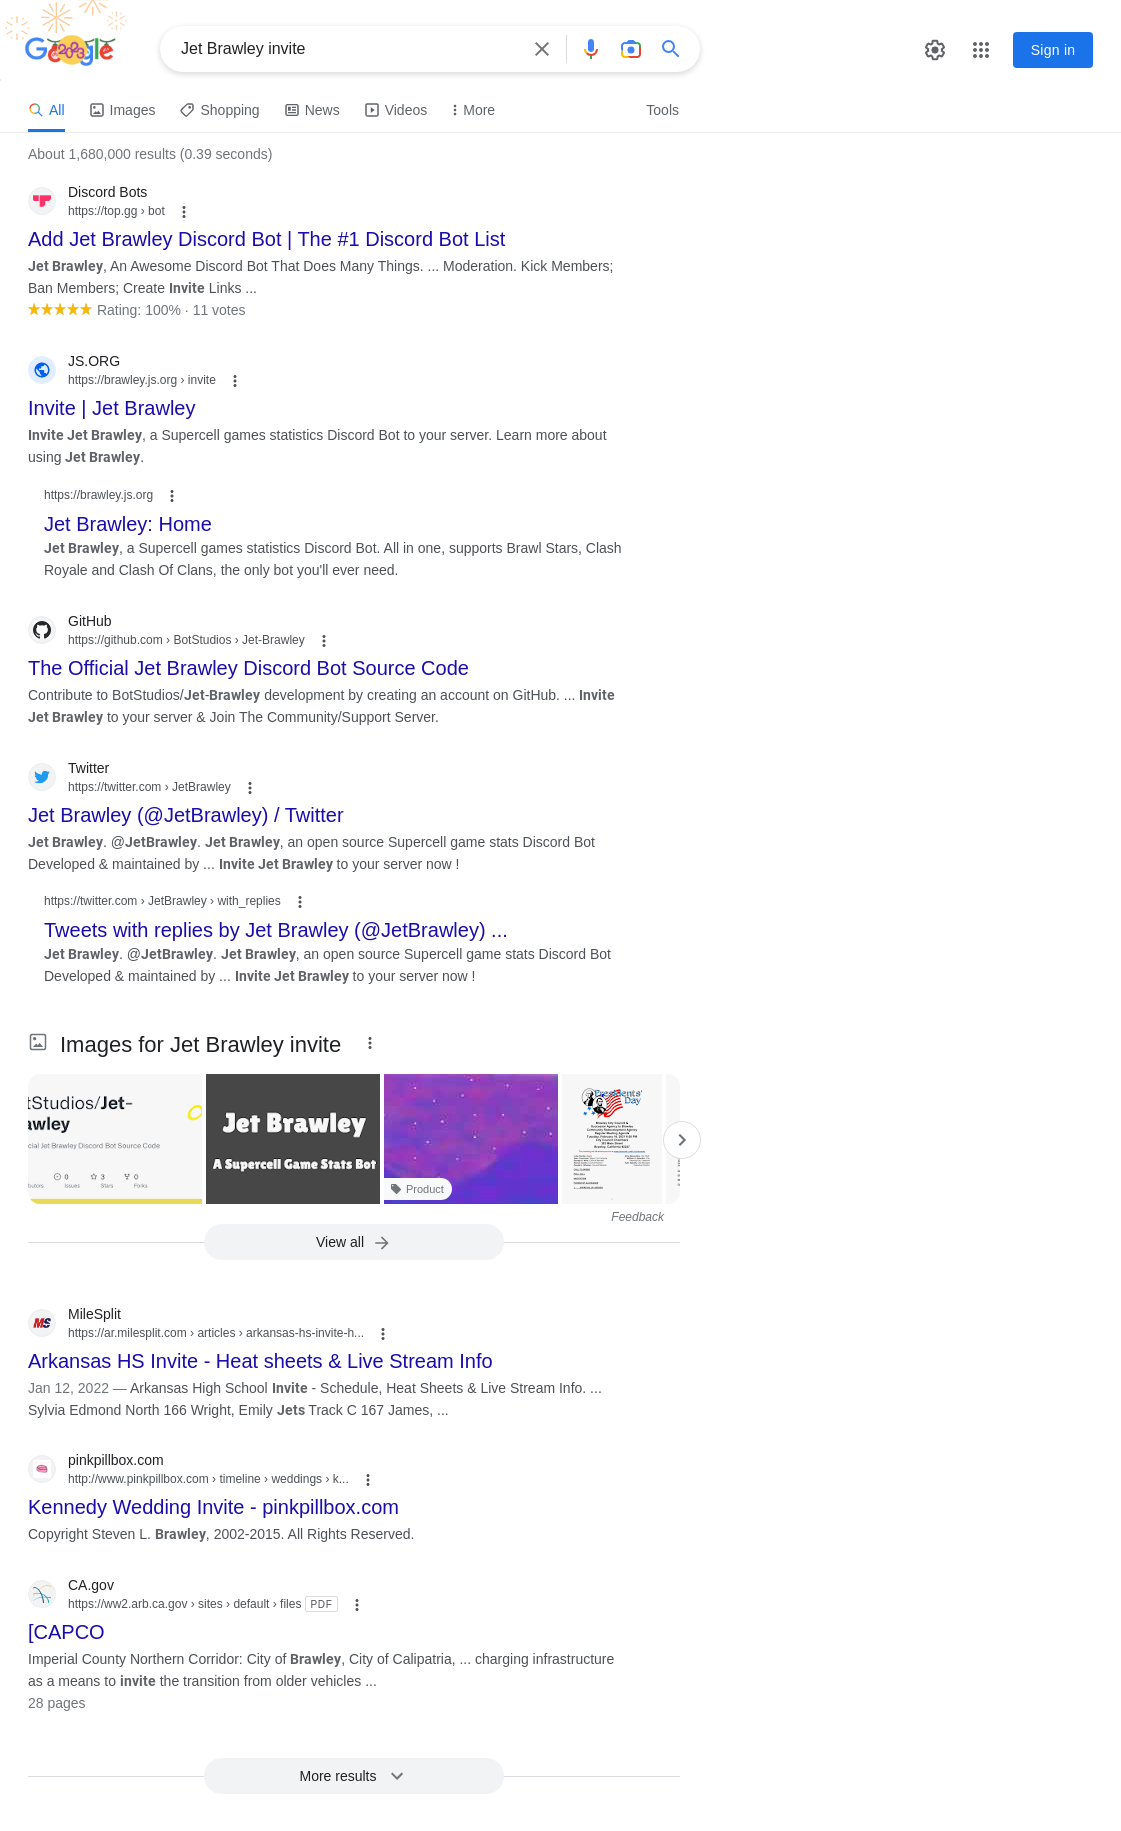 Google
2023
Jet Brawley invite
Sign in
All
Images
Shopping
News
Videos
More
Tools
About 1,680,000 results (0.39 seconds)
Discord Bots
https://top.gg › bot
Add Jet Brawley Discord Bot | The #1 Discord Bot List
Jet Brawley, An Awesome Discord Bot That Does Many Things. ... Moderation. Kick Members;
Ban Members; Create Invite Links ...
Rating: 100% · 11 votes
JS.ORG
https://brawley.js.org › invite
Invite | Jet Brawley
Invite Jet Brawley, a Supercell games statistics Discord Bot to your server. Learn more about
using Jet Brawley.
https://brawley.js.org
Jet Brawley: Home
Jet Brawley, a Supercell games statistics Discord Bot. All in one, supports Brawl Stars, Clash
Royale and Clash Of Clans, the only bot you'll ever need.
GitHub
https://github.com › BotStudios › Jet-Brawley
The Official Jet Brawley Discord Bot Source Code
Contribute to BotStudios/Jet-Brawley development by creating an account on GitHub. ... Invite
Jet Brawley to your server & Join The Community/Support Server.
Twitter
https://twitter.com › JetBrawley
Jet Brawley (@JetBrawley) / Twitter
Jet Brawley. @JetBrawley. Jet Brawley, an open source Supercell game stats Discord Bot
Developed & maintained by ... Invite Jet Brawley to your server now !
https://twitter.com › JetBrawley › with_replies
Tweets with replies by Jet Brawley (@JetBrawley) ...
Jet Brawley. @JetBrawley. Jet Brawley, an open source Supercell game stats Discord Bot
Developed & maintained by ... Invite Jet Brawley to your server now !
Images for Jet Brawley invite
tStudios/Jet-
awley
cial Jet Brawley Discord Bot Source Code
0
3
0
butors
Issues
Stars
Forks
Jet Brawley
A Supercell Game Stats Bot
Product
Presidents'
Day
Feedback
View all
MS
MileSplit
https://ar.milesplit.com › articles › arkansas-hs-invite-h...
Arkansas HS Invite - Heat sheets & Live Stream Info
Jan 12, 2022 — Arkansas High School Invite - Schedule, Heat Sheets & Live Stream Info. ...
Sylvia Edmond North 166 Wright, Emily Jets Track C 167 James, ...
pinkpillbox.com
http://www.pinkpillbox.com › timeline › weddings › k...
Kennedy Wedding Invite - pinkpillbox.com
Copyright Steven L. Brawley, 2002-2015. All Rights Reserved.
CA.gov
https://ww2.arb.ca.gov › sites › default › files PDF
[CAPCO
Imperial County Northern Corridor: City of Brawley, City of Calipatria, ... charging infrastructure
as a means to invite the transition from older vehicles ...
28 pages
More results